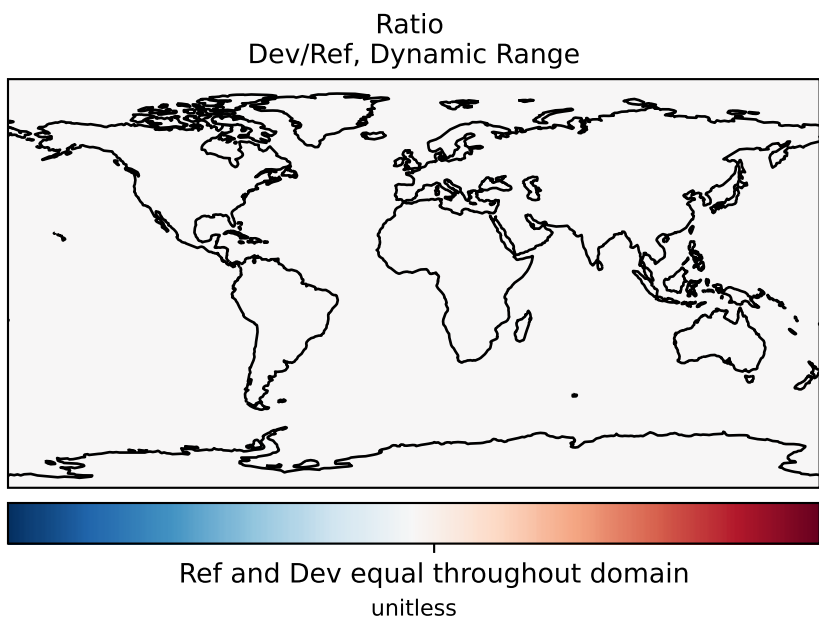 Ratio
Dev/Ref, Dynamic Range
Ref and Dev equal throughout domain
unitless